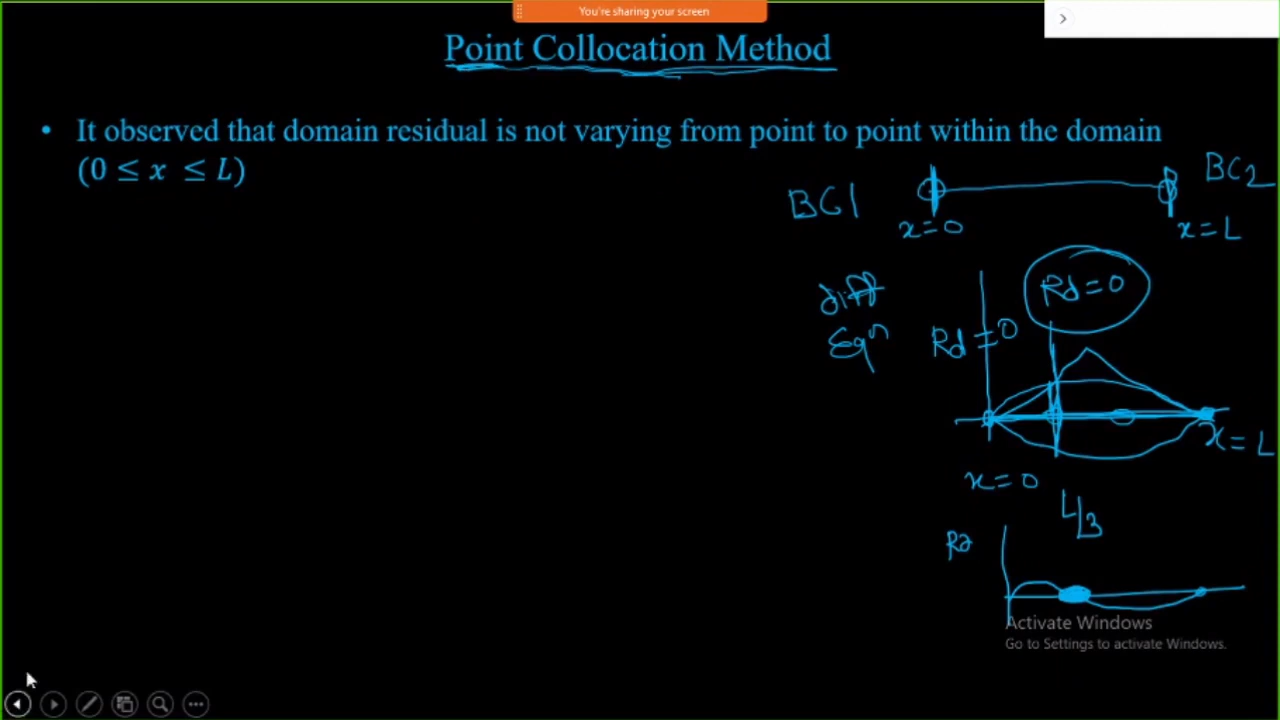 You're sharing your screen
Point Collocation Method
• It observed that domain residual is not varying from point to point within the domain
(0 ≤ x ≤ L)
BC1
BC2
x=0
x=L
diff
Eqⁿ
Rd=0
Rd=0
x=L
x=0
L/3
Rd
Activate Windows
Go to Settings to activate Windows.